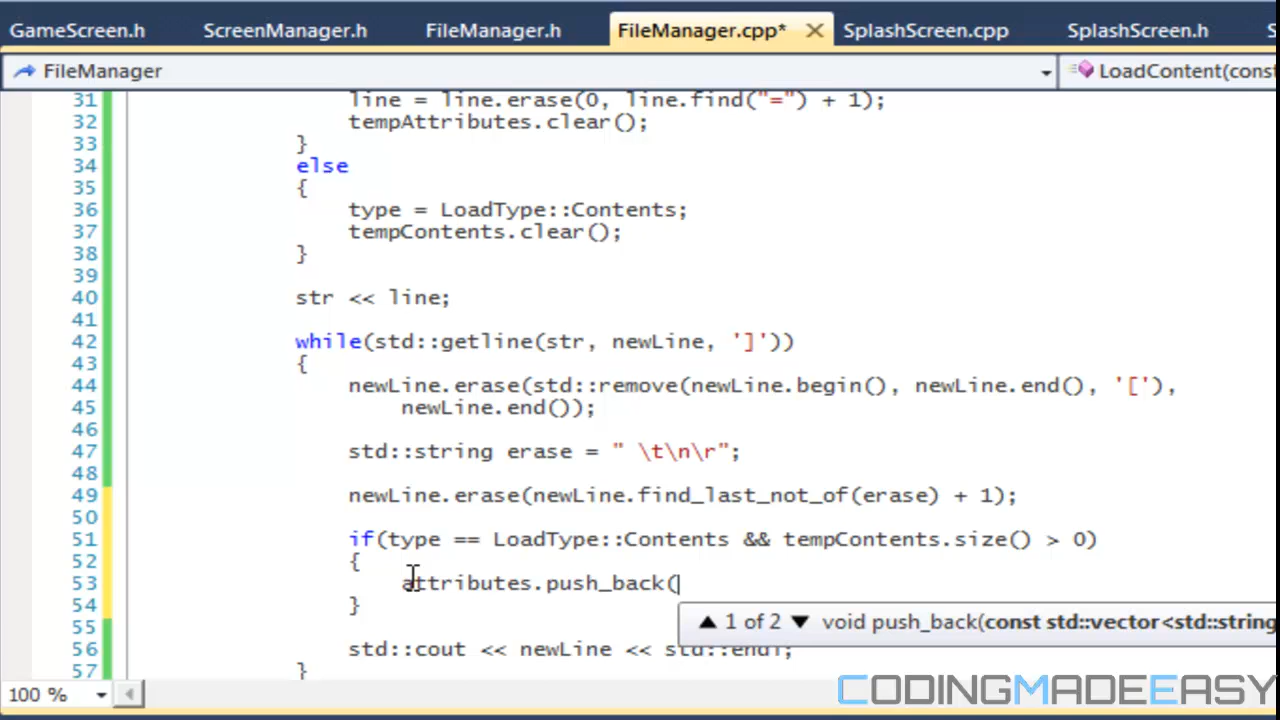 GameScreen.h ScreenManager.h FileManager.h FileManager.cpp* SplashScreen.cpp SplashScreen.h
FileManager LoadContent(const
31 line = line.erase(0, line.find("=") + 1);
32 tempAttributes.clear();
33 }
34 else
35 {
36 type = LoadType::Contents;
37 tempContents.clear();
38 }
39
40 str << line;
41
42 while(std::getline(str, newLine, ']'))
43 {
44 newLine.erase(std::remove(newLine.begin(), newLine.end(), '['),
45 newLine.end());
46
47 std::string erase = " \t\n\r";
48
49 newLine.erase(newLine.find_last_not_of(erase) + 1);
50
51 if(type == LoadType::Contents && tempContents.size() > 0)
52 {
53 attributes.push_back(
54 }
1 of 2 void push_back(const std::vector<std::string
55
56 std::cout << newLine << std::endl;
57 }
100 %
CODINGMADEEASY